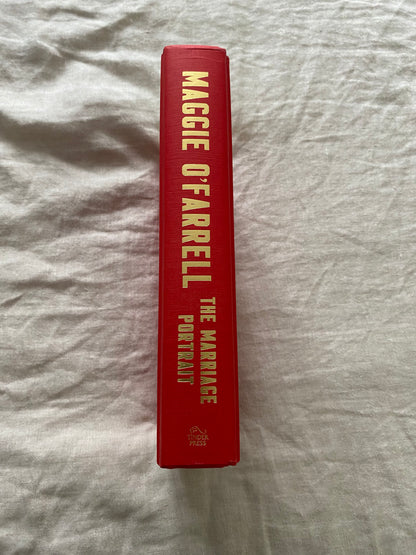 MAGGIE O'FARRELL
THE MARRIAGE
PORTRAIT
TINDER
PRESS